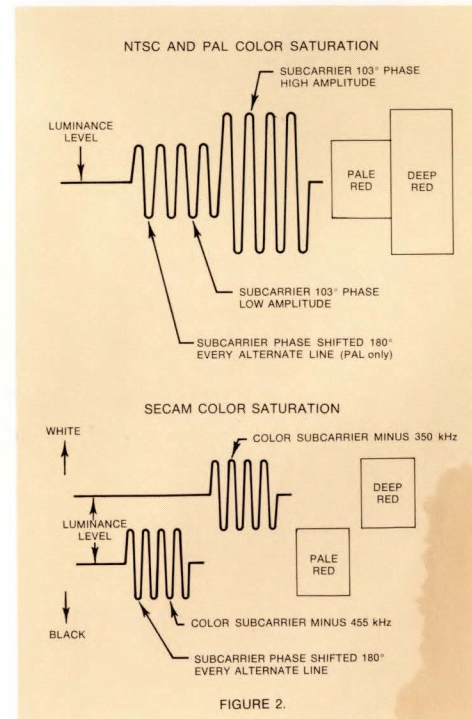 NTSC AND PAL COLOR SATURATION
SUBCARRIER 103° PHASE
HIGH AMPLITUDE
LUMINANCE
LEVEL
PALE
RED
DEEP
RED
SUBCARRIER 103° PHASE
LOW AMPLITUDE
SUBCARRIER PHASE SHIFTED 180°
EVERY ALTERNATE LINE (PAL only)
SECAM COLOR SATURATION
WHITE
COLOR SUBCARRIER MINUS 350 kHz
DEEP
RED
LUMINANCE
LEVEL
PALE
RED
BLACK
COLOR SUBCARRIER MINUS 455 kHz
SUBCARRIER PHASE SHIFTED 180°
EVERY ALTERNATE LINE
FIGURE 2.